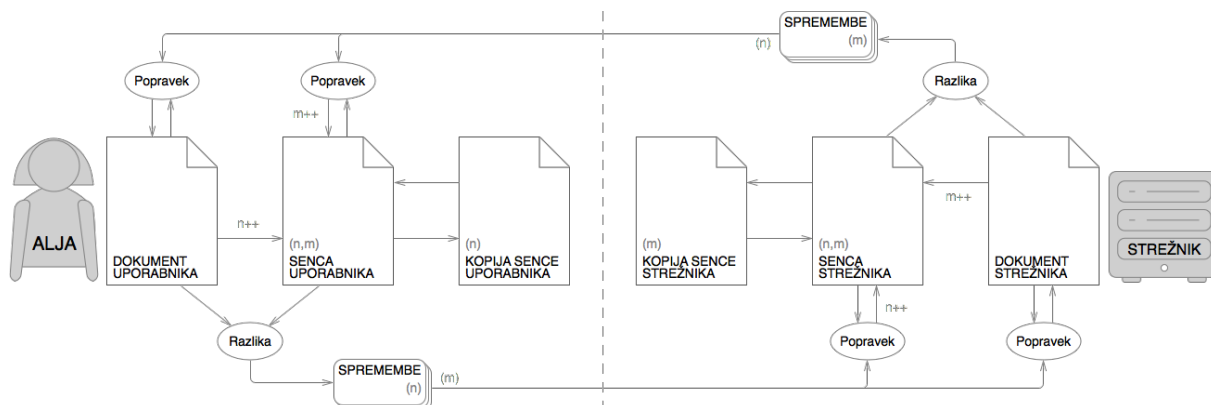 SPREMEMBE
(n)
(m)
Popravek
Popravek
Razlika
m++
ALJA
n++
m++
(n,m)
(n)
(m)
(n,m)
DOKUMENT
UPORABNIKA
SENCA
UPORABNIKA
KOPIJA SENCE
UPORABNIKA
KOPIJA SENCE
STREŽNIKA
SENCA
STREŽNIKA
DOKUMENT
STREŽNIKA
STREŽNIK
n++
Razlika
Popravek
Popravek
SPREMEMBE
(n)
(m)